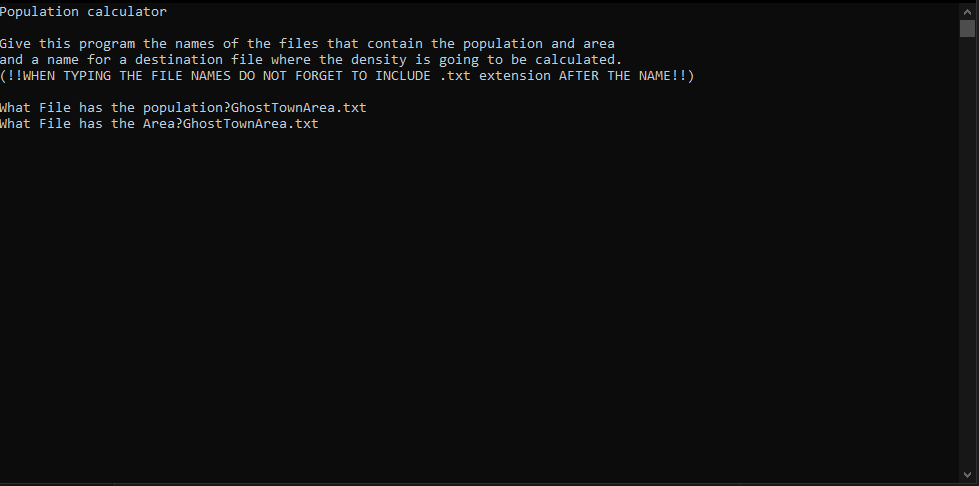 Population calculator
Give this program the names of the files that contain the population and area
and a name for a destination file where the density is going to be calculated.
(!!WHEN TYPING THE FILE NAMES DO NOT FORGET TO INCLUDE .txt extension AFTER THE NAME!!)
What File has the population?GhostTownArea.txt
What File has the Area?GhostTownArea.txt